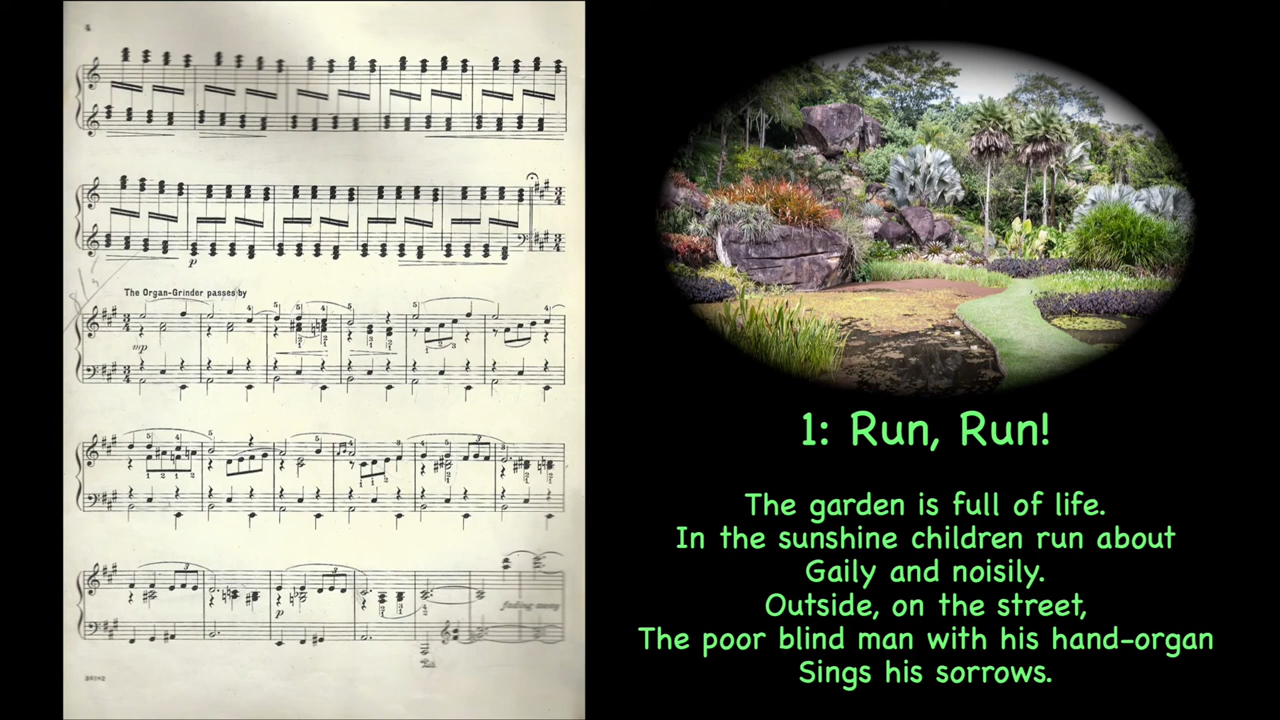 4
The Organ-Grinder passes by
p
p
fading away
1: Run, Run!
The garden is full of life.
In the sunshine children run about
Gaily and noisily.
Outside, on the street,
The poor blind man with his hand-organ
Sings his sorrows.